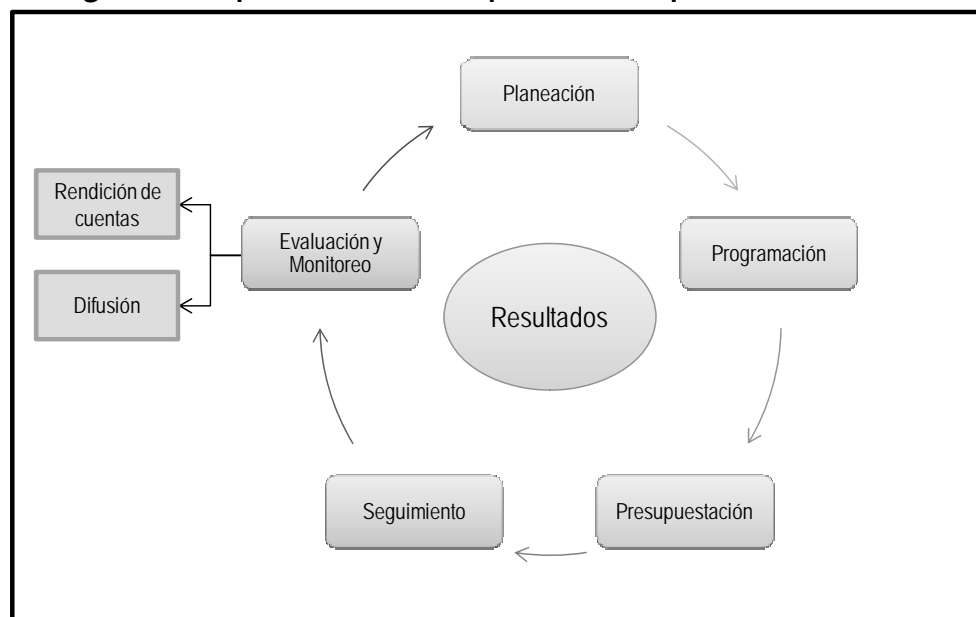 Planeación
Rendición de
cuentas
Evaluación y
Monitoreo
Programación
Difusión
Resultados
Seguimiento
Presupuestación